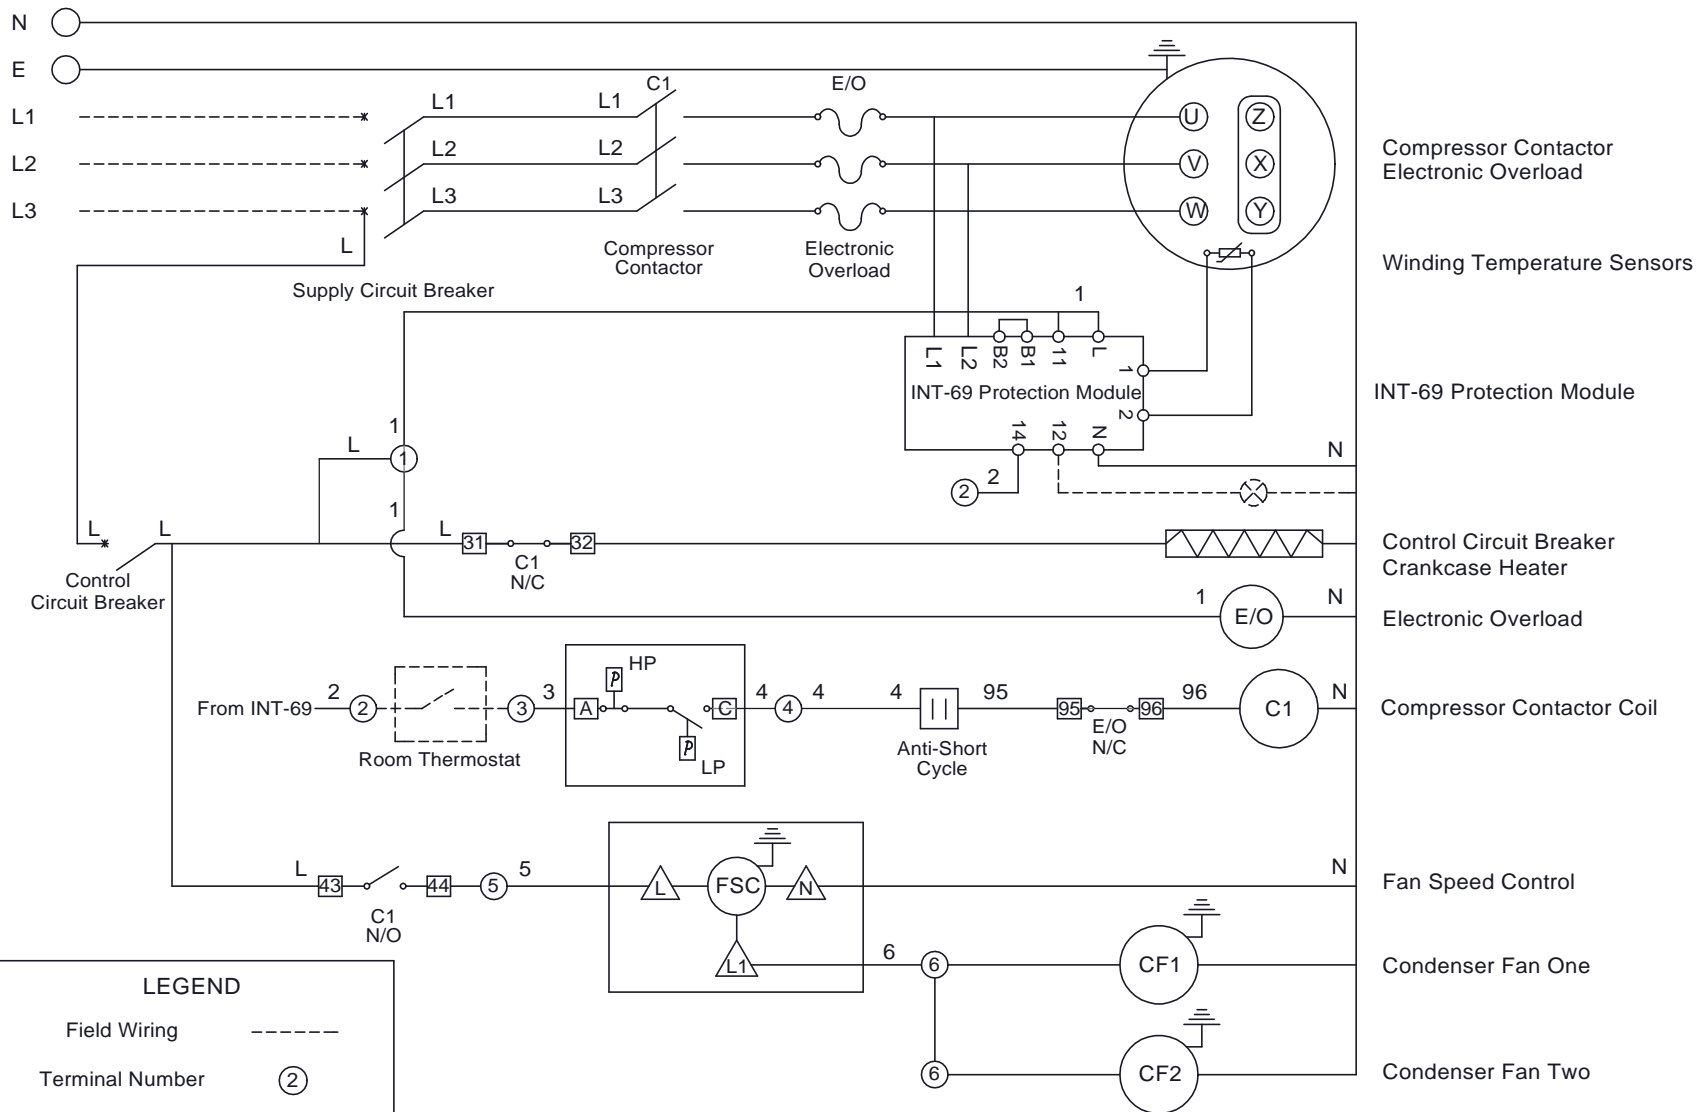 N
E
L1 L1 L1 C1 E/O U Z
L2 L2 L2 V X
L3 L3 L3 W Y
Compressor Contactor
Electronic Overload
L
Supply Circuit Breaker
Compressor
Contactor
Electronic
Overload
Winding Temperature Sensors
1
L1 L2 B2 B1 11 L
1
INT-69 Protection Module
2
14 12 N
INT-69 Protection Module
N
1
L 1
2 2
1
L L L 31 32
C1
N/C
Control
Circuit Breaker
Control Circuit Breaker
Crankcase Heater
1 E/O N
Electronic Overload
HP
From INT-69 2 2 3 3 A C 4 4 4 4 95 95 96 96 C1 N
Room Thermostat
P
P
LP
Anti-Short
Cycle
E/O
N/C
Compressor Contactor Coil
L 43 44 5 5 L FSC N N
C1
N/O
Fan Speed Control
L1 6 6 CF1
Condenser Fan One
6 CF2
Condenser Fan Two
LEGEND
Field Wiring
Terminal Number 2